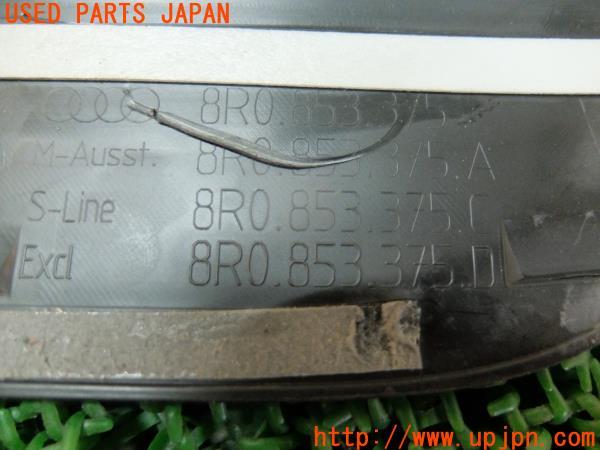 USED PARTS JAPAN
8R0.853.375
M-Ausst. 8R0.853.375.A
S-Line 8R0.853.375.C
Excl 8R0.853.375.D
www.upjpn.com